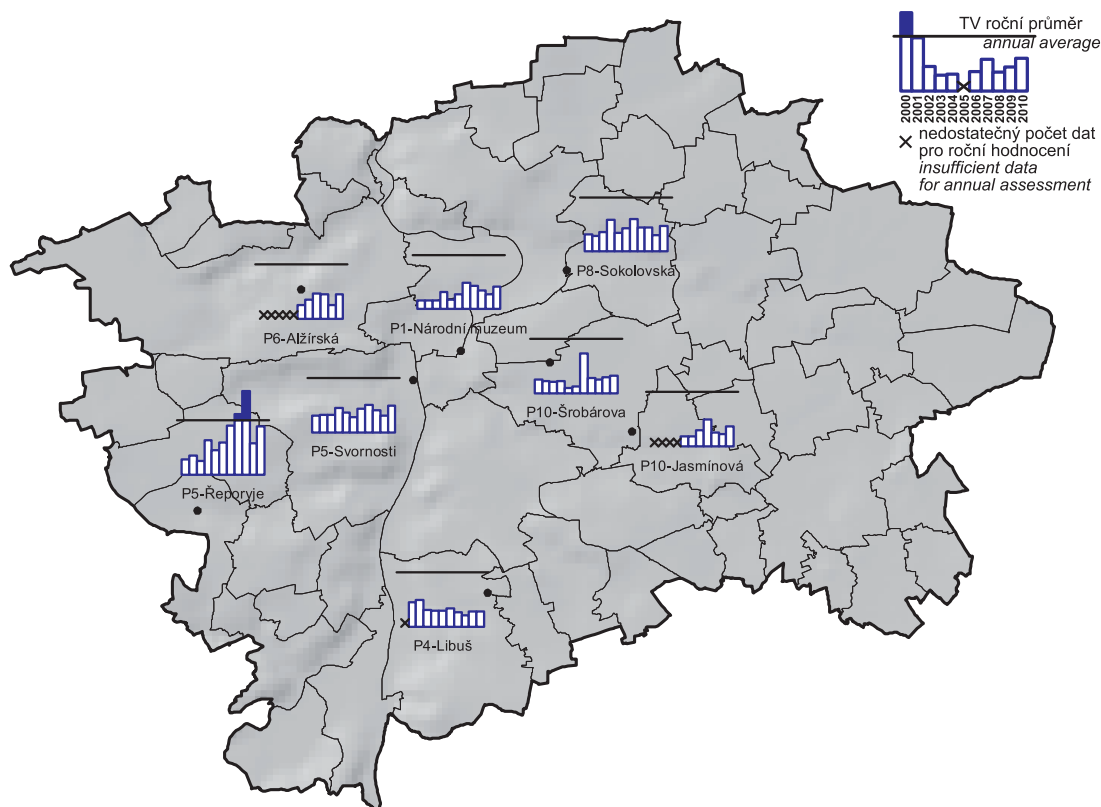 TV roční průměr
annual average
2000
2001
2002
2003
2004
2005
2006
2007
2008
2009
2010
nedostatečný počet dat
pro roční hodnocení
insufficient data
for annual assessment
P8-Sokolovská
P1-Národní muzeum
P6-Alžírská
P10-Šrobárova
P5-Svornosti
P10-Jasmínová
P5-Řeporyje
P4-Libuš